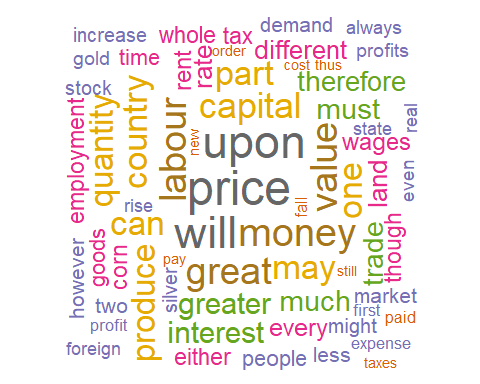 increase
demand
always
gold
time
whole
tax
order
different
profits
stock
rent
rate
part
cost
thus
therefore
employment
quantity
country
labour
capital
must
new
upon
value
state
real
wages
one
land
even
price
rise
fall
can
will
money
trade
though
however
goods
corn
produce
pay
great
may
still
silver
two
greater
much
market
profit
first
paid
interest
every
might
foreign
either
people
less
expense
taxes